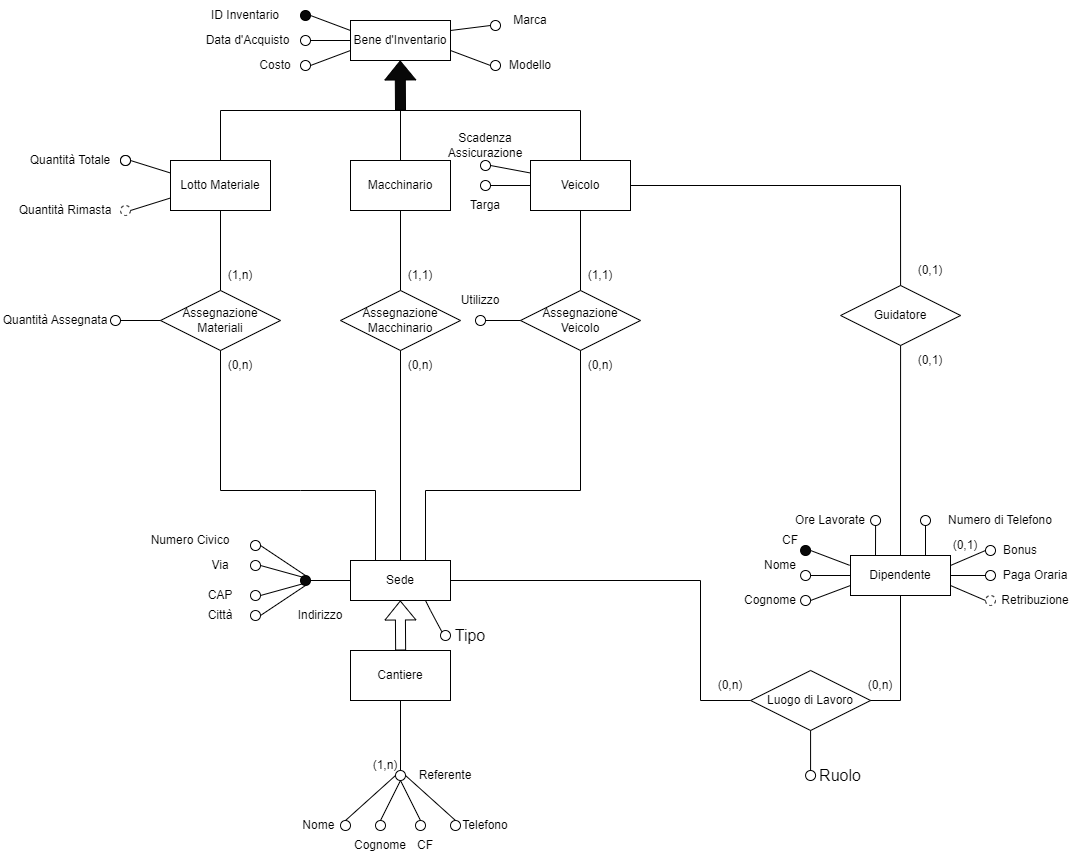 ID Inventario
Marca
Data d'Acquisto
Bene d'Inventario
Costo
Modello
Scadenza
Assicurazione
Quantità Totale
Lotto Materiale
Macchinario
Veicolo
Targa
Quantità Rimasta
(1,n)
(1,1)
(1,1)
(0,1)
Utilizzo
Quantità Assegnata
Assegnazione
Materiali
Assegnazione
Macchinario
Assegnazione
Veicolo
Guidatore
(0,n)
(0,n)
(0,n)
(0,1)
Ore Lavorate
Numero di Telefono
Numero Civico
CF
(0,1)
Bonus
Via
Nome
Sede
Dipendente
Paga Oraria
CAP
Cognome
Retribuzione
Città
Indirizzo
Tipo
Cantiere
(0,n)
(0,n)
Luogo di Lavoro
(1,n)
Referente
Ruolo
Nome
Telefono
Cognome
CF